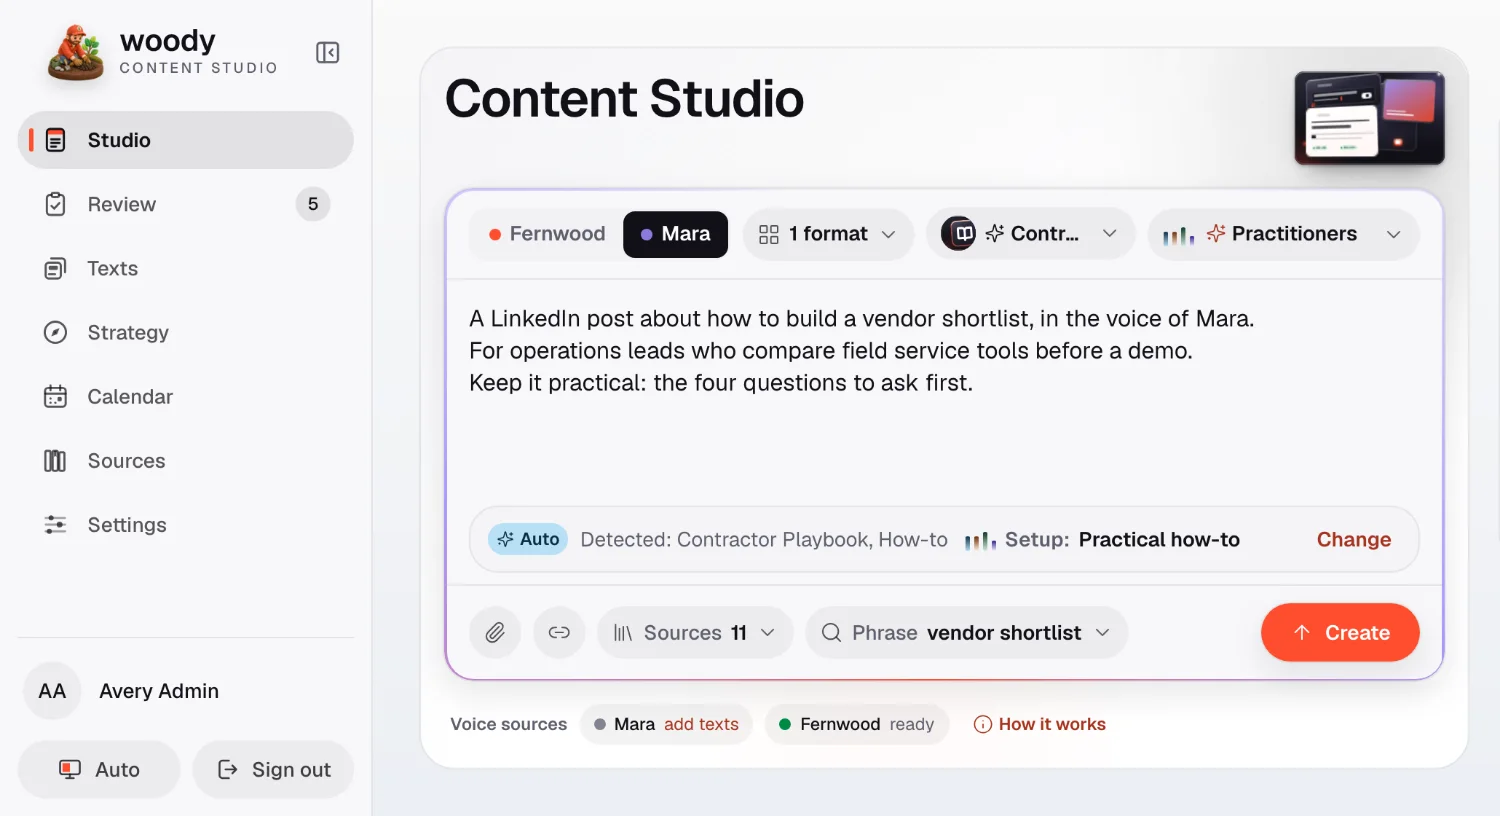 woody
CONTENT STUDIO
Studio
Review 5
Texts
Strategy
Calendar
Sources
Settings
AA Avery Admin
Auto Sign out
Content Studio
Fernwood Mara 1 format Contr... Practitioners
A LinkedIn post about how to build a vendor shortlist, in the voice of Mara.
For operations leads who compare field service tools before a demo.
Keep it practical: the four questions to ask first.
Auto Detected: Contractor Playbook, How-to Setup: Practical how-to Change
Sources 11 Phrase vendor shortlist Create
Voice sources Mara add texts Fernwood ready How it works